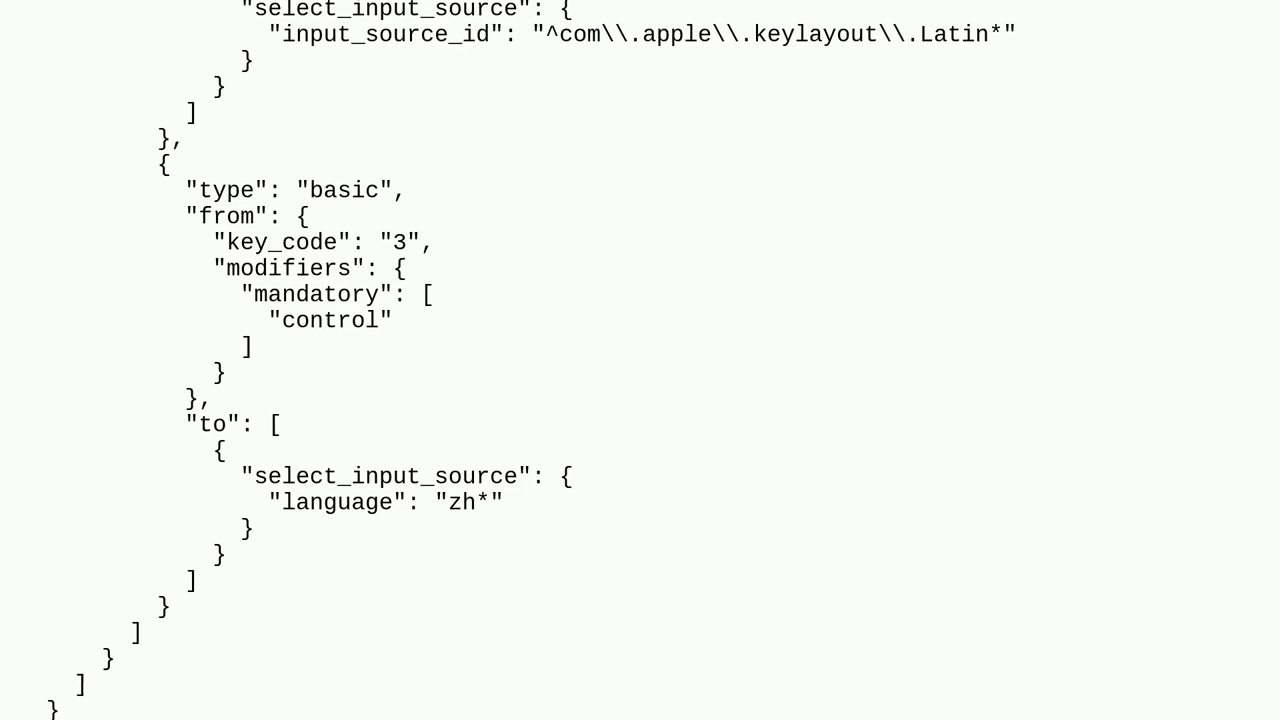 "select_input_source": {
"input_source_id": "^com\\.apple\\.keylayout\\.Latin*"
}
}
]
},
{
"type": "basic",
"from": {
"key_code": "3",
"modifiers": {
"mandatory": [
"control"
]
}
},
"to": [
{
"select_input_source": {
"language": "zh*"
}
}
]
}
]
}
]
}